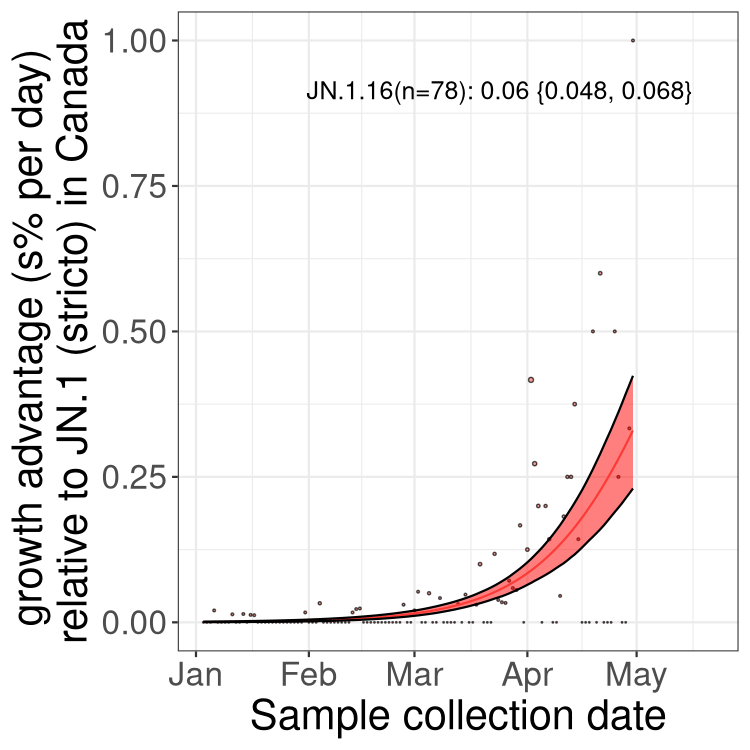 growth advantage (s% per day)
relative to JN.1 (stricto) in Canada
1.00
0.75
0.50
0.25
0.00
JN.1.16(n=78): 0.06 {0.048, 0.068}
Jan Feb Mar Apr May
Sample collection date